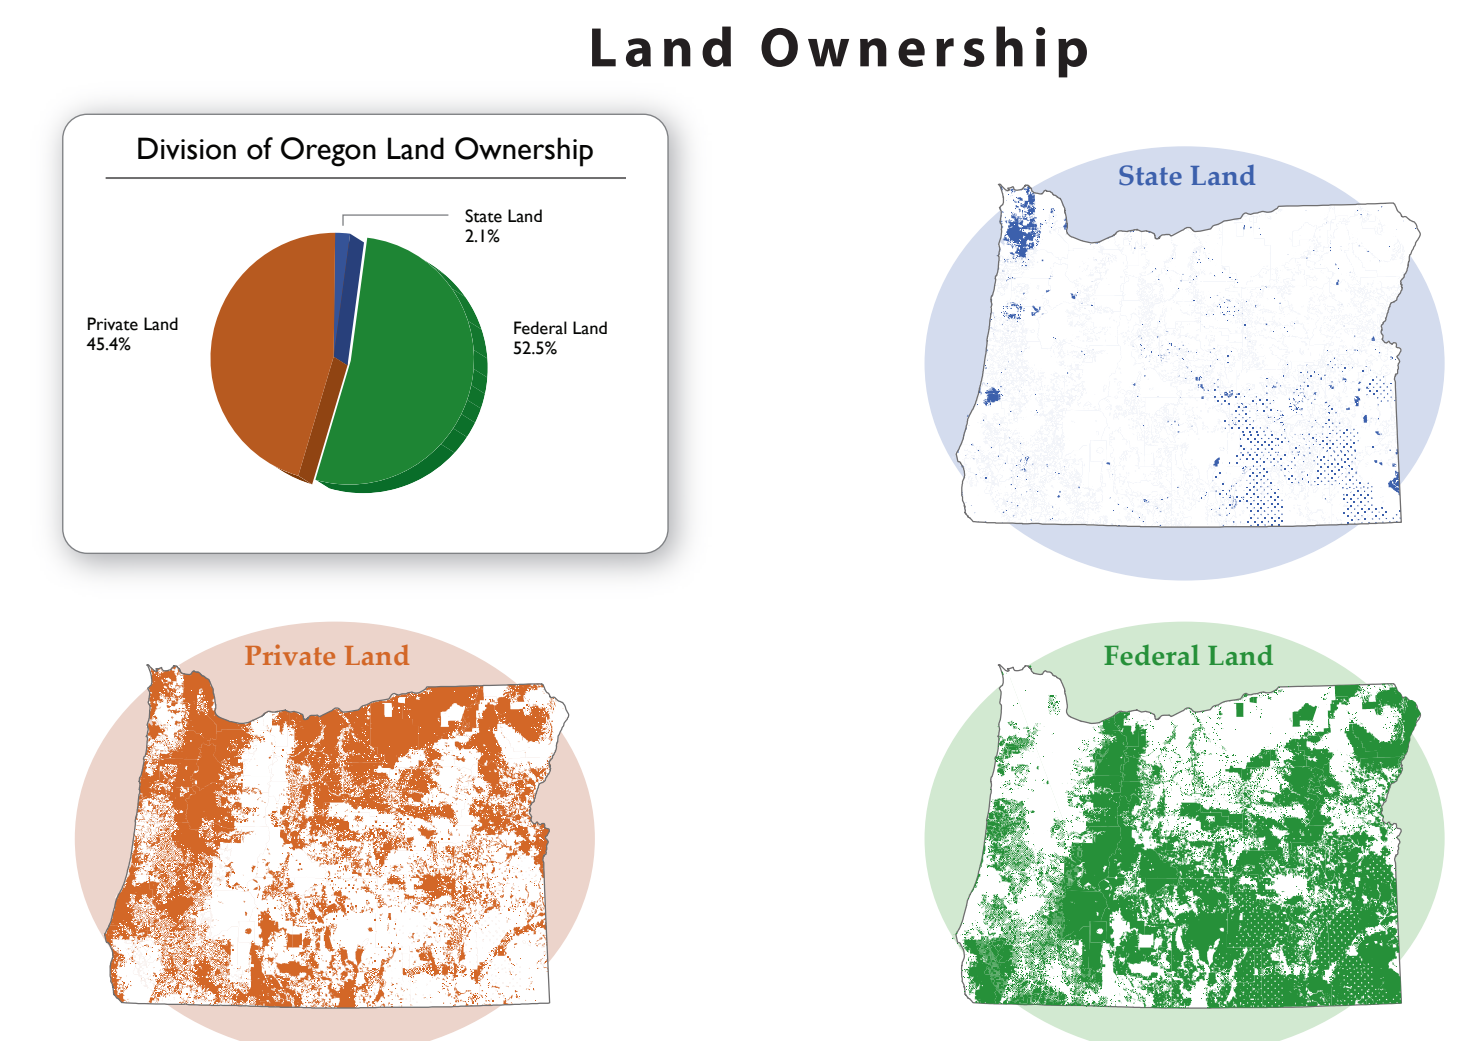 Land Ownership
Division of Oregon Land Ownership
State Land
2.1%
Private Land
45.4%
Federal Land
52.5%
State Land
Private Land
Federal Land